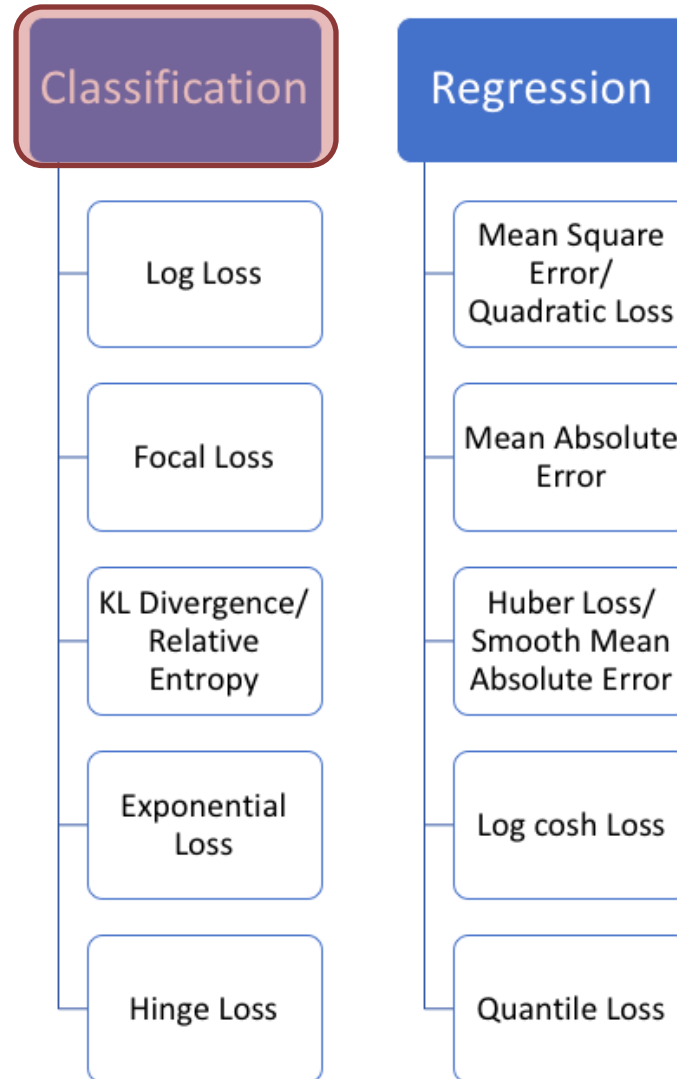 Classification
Log Loss
Focal Loss
KL Divergence/
Relative
Entropy
Exponential
Loss
Hinge Loss
Regression
Mean Square
Error/
Quadratic Loss
Mean Absolute
Error
Huber Loss/
Smooth Mean
Absolute Error
Log cosh Loss
Quantile Loss